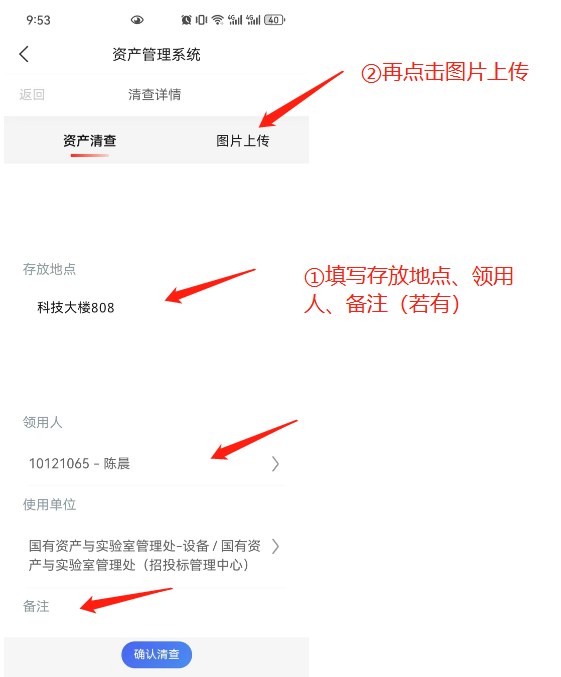 9:53
4G 4G 40
资产管理系统
②再点击图片上传
返回 清查详情
资产清查 图片上传
存放地点
①填写存放地点、领用
人、备注（若有）
科技大楼808
领用人
10121065 - 陈晨
使用单位
国有资产与实验室管理处-设备 / 国有资
产与实验室管理处（招投标管理中心）
备注
确认清查